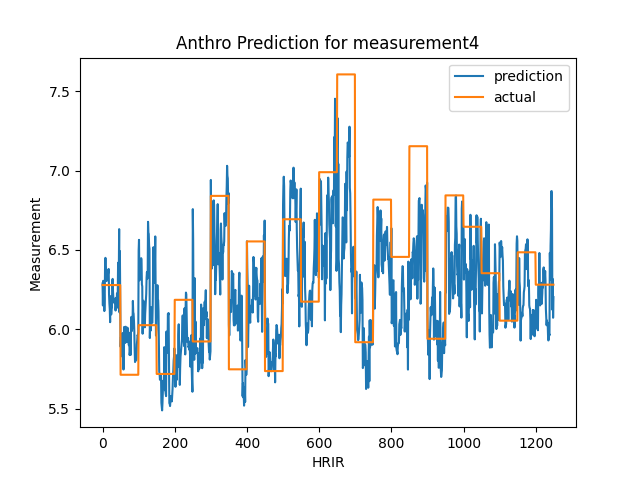 Anthro Prediction for measurement4
prediction
actual
Measurement
7.5
7.0
6.5
6.0
5.5
0 200 400 600 800 1000 1200
HRIR